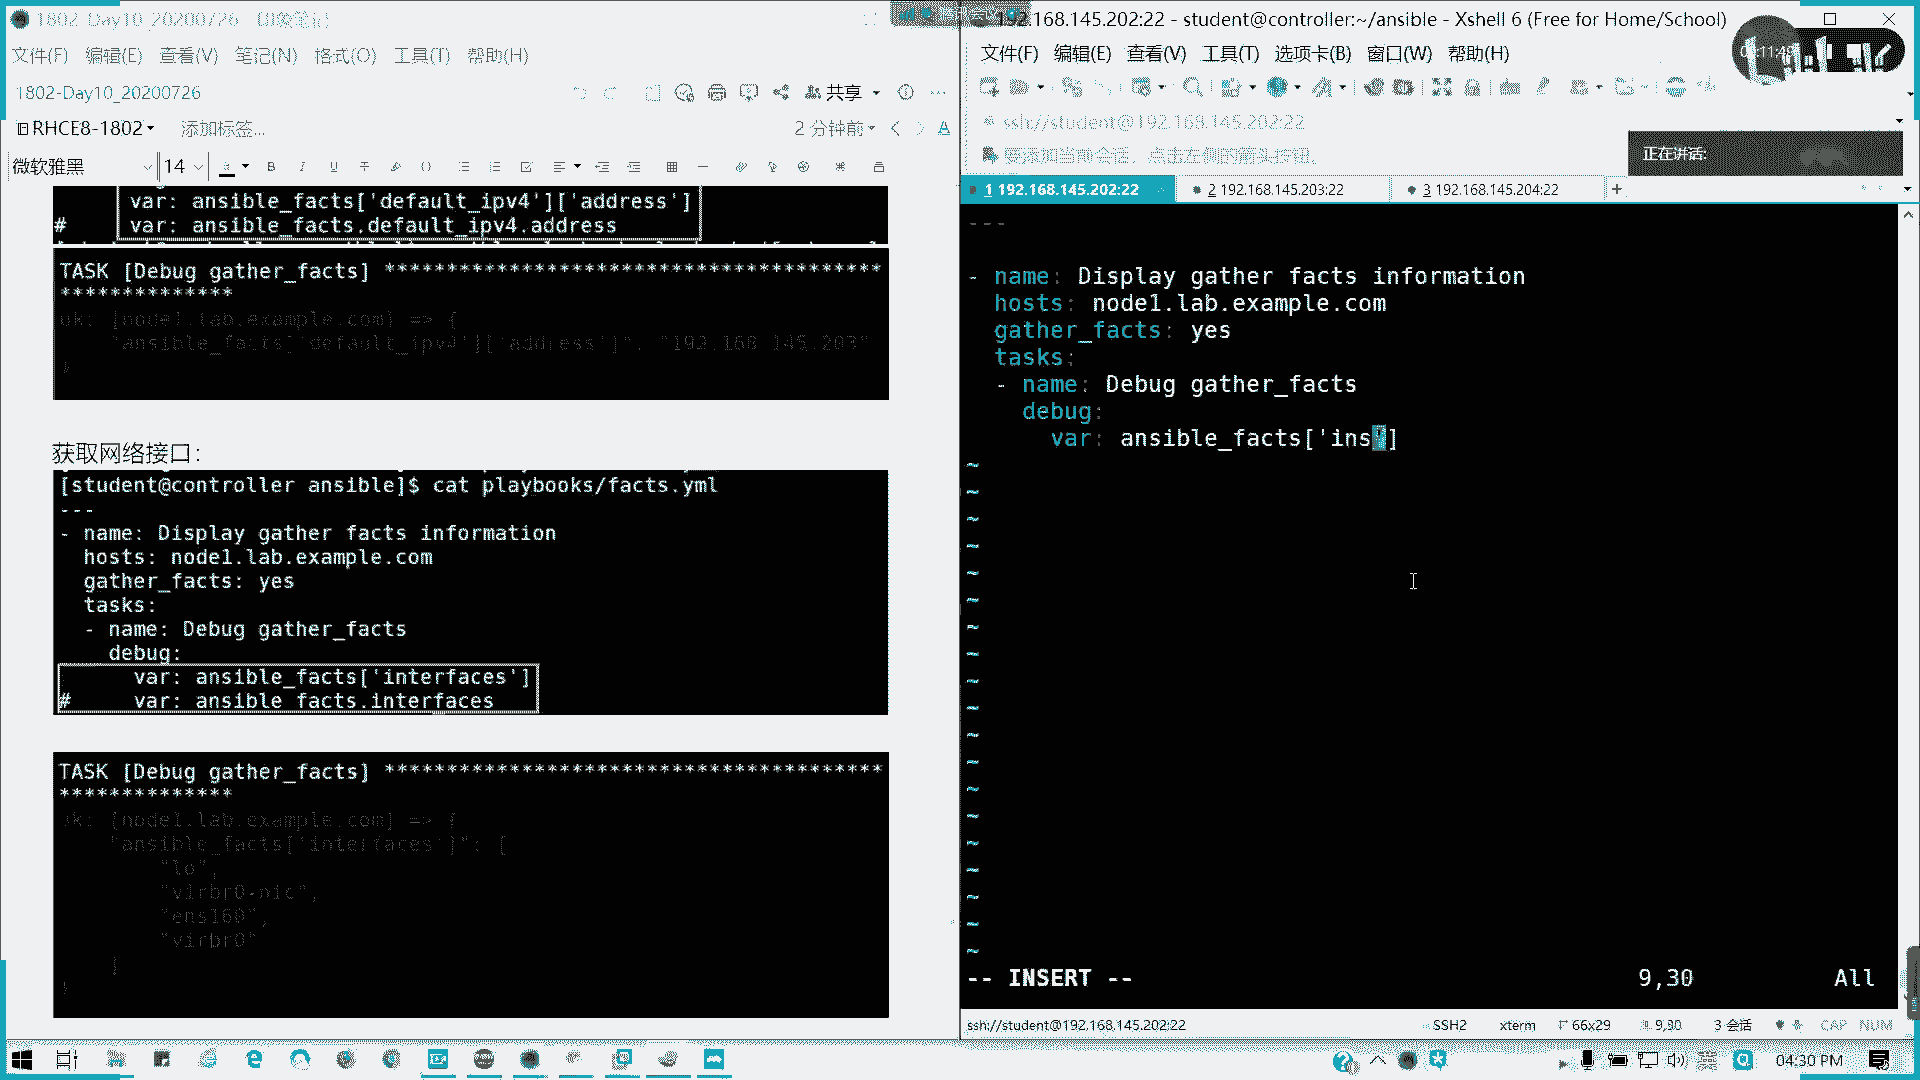 1802-Day10_20200726 - 印象笔记
文件(F) 编辑(E) 查看(V) 笔记(N) 格式(O) 工具(T) 帮助(H)
1802-Day10_20200726
共享
RHCE8-1802
添加标签...
2 分钟前
微软雅黑 14
var: ansible_facts['default_ipv4']['address']
# var: ansible_facts.default_ipv4.address
TASK [Debug gather_facts] *****************************************
**************
ok: [node1.lab.example.com] => {
"ansible_facts['default_ipv4']['address']": "192.168.145.203"
}
获取网络接口:
[student@controller ansible]$ cat playbooks/facts.yml
---
- name: Display gather facts information
hosts: node1.lab.example.com
gather_facts: yes
tasks:
- name: Debug gather_facts
debug:
var: ansible_facts['interfaces']
# var: ansible_facts.interfaces
TASK [Debug gather_facts] *****************************************
**************
ok: [node1.lab.example.com] => {
"ansible_facts['interfaces']": [
"lo",
"virbr0-nic",
"ens160",
"virbr0"
]
}
192.168.145.202:22 - student@controller:~/ansible - Xshell 6 (Free for Home/School)
文件(F) 编辑(E) 查看(V) 工具(T) 选项卡(B) 窗口(W) 帮助(H)
ssh://student@192.168.145.202:22
要添加当前会话，点击左侧的箭头按钮。
正在讲话:
1 192.168.145.202:22
2 192.168.145.203:22
3 192.168.145.204:22
---
- name: Display gather facts information
hosts: node1.lab.example.com
gather_facts: yes
tasks:
- name: Debug gather_facts
debug:
var: ansible_facts['ins']
-- INSERT --
9,30
All
ssh://student@192.168.145.202:22
SSH2
xterm
66x29
9,30
3 会话
CAP
NUM
04:30 PM